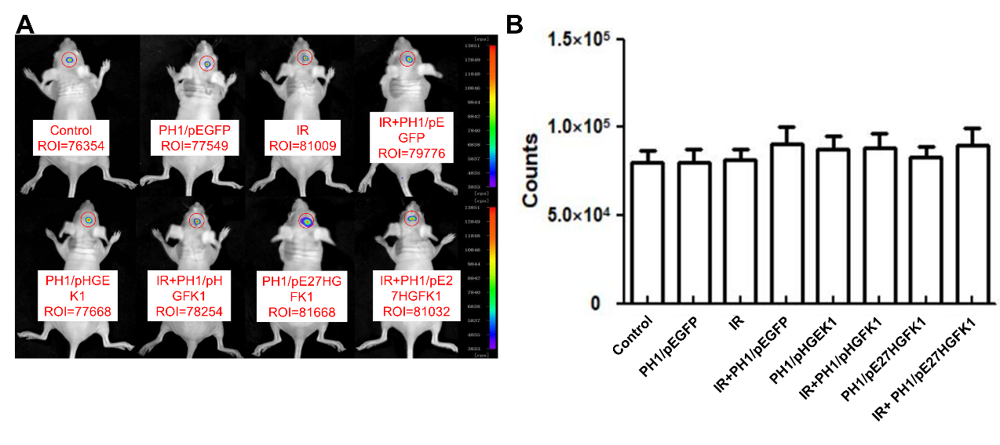 A
B
[cps]
13851
12849
11848
10846
9844
8842
7840
6838
5837
4835
3833
[cps]
Control
ROI=76354
PH1/pEGFP
ROI=77549
IR
ROI=81009
IR+PH1/pE
GFP
ROI=79776
13851
12849
11848
10846
9844
8842
7840
6838
5837
4835
3833
[cps]
PH1/pHGE
K1
ROI=77668
IR+PH1/pH
GFK1
ROI=78254
PH1/pE27HG
FK1
ROI=81668
IR+PH1/pE2
7HGFK1
ROI=81032
Counts
1.5×10⁵
1.0×10⁵
5.0×10⁴
0
Control
PH1/pEGFP
IR
IR+PH1/pEGFP
PH1/pHGEK1
IR+PH1/pHGFK1
PH1/pE27HGFK1
IR+ PH1/pE27HGFK1